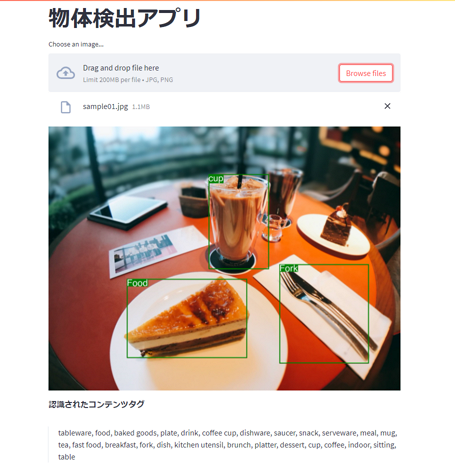 物体検出アプリ
Choose an image...
Drag and drop file here
Limit 200MB per file • JPG, PNG
Browse files
sample01.jpg 1.1MB
cup
Fork
Food
認識されたコンテンツタグ
tableware, food, baked goods, plate, drink, coffee cup, dishware, saucer, snack, serveware, meal, mug,
tea, fast food, breakfast, fork, dish, kitchen utensil, brunch, platter, dessert, cup, coffee, indoor, sitting,
table